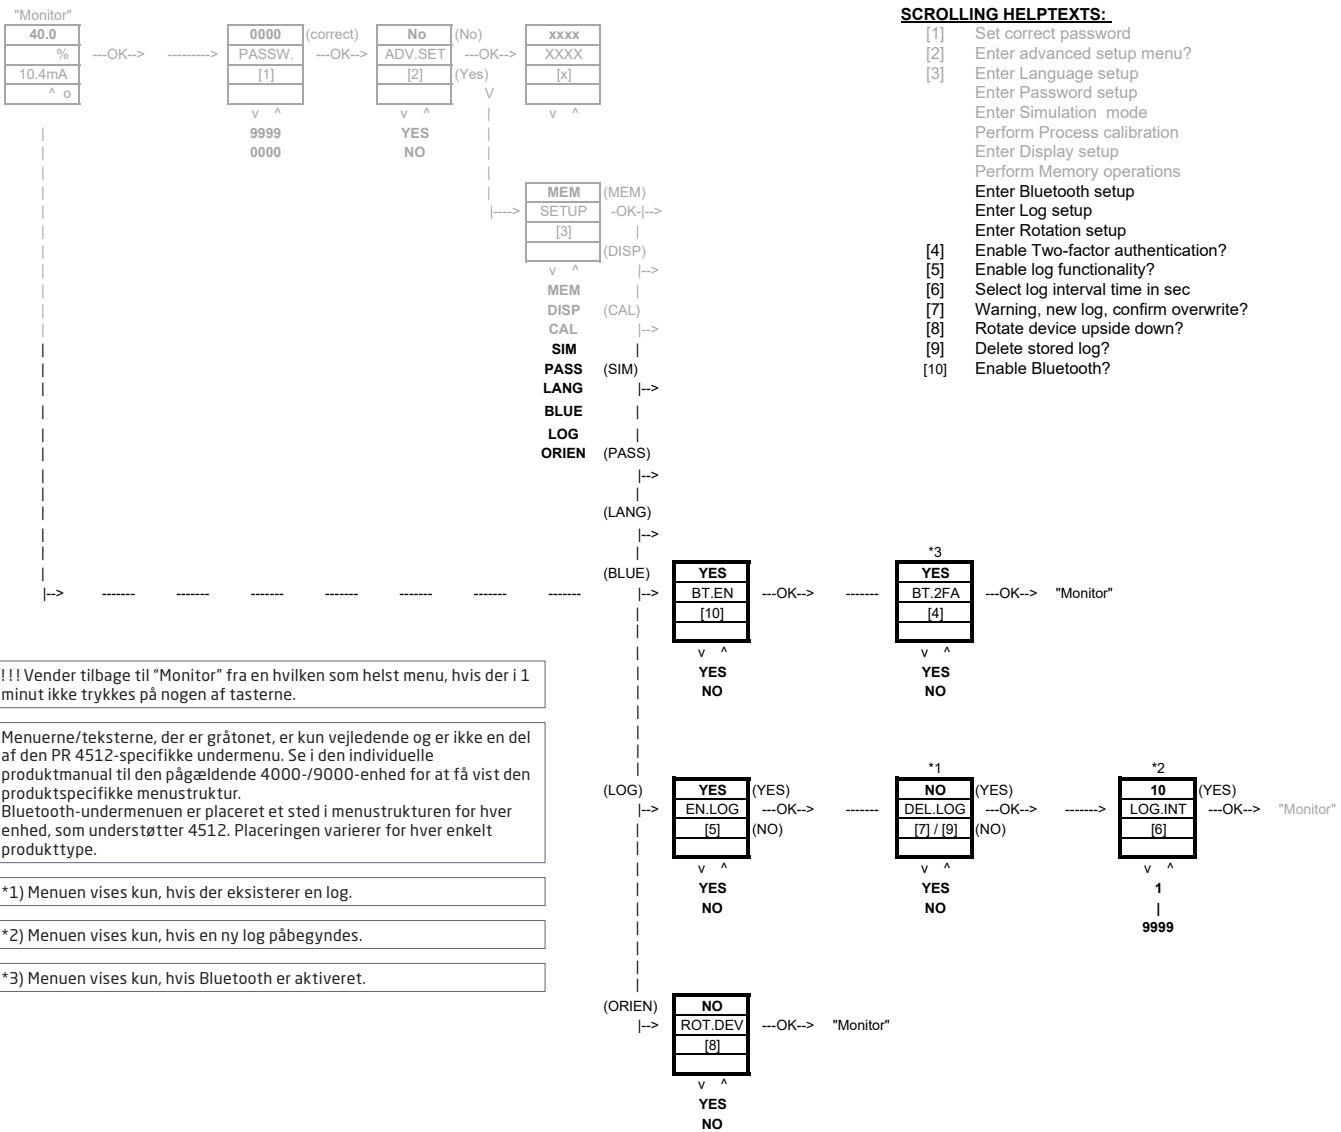 "Monitor"
40.0
%
10.4mA
^ o
---OK--> --------->
0000 (correct)
PASSW. ---OK-->
[1]
v ^
9999
0000
No (No)
ADV.SET ---OK-->
[2] (Yes)
V
v ^
YES
NO
xxxx
XXXX
[x]
v ^
MEM (MEM)
|----> SETUP -OK-|-->
[3] |
(DISP)
v ^ |-->
MEM |
DISP (CAL)
CAL |-->
SIM |
PASS (SIM)
LANG |-->
BLUE |
LOG |
ORIEN (PASS)
|-->
|
(LANG)
|-->
|
SCROLLING HELPTEXTS:
[1] Set correct password
[2] Enter advanced setup menu?
[3] Enter Language setup
Enter Password setup
Enter Simulation mode
Perform Process calibration
Enter Display setup
Perform Memory operations
Enter Bluetooth setup
Enter Log setup
Enter Rotation setup
[4] Enable Two-factor authentication?
[5] Enable log functionality?
[6] Select log interval time in sec
[7] Warning, new log, confirm overwrite?
[8] Rotate device upside down?
[9] Delete stored log?
[10] Enable Bluetooth?
*3
(BLUE) YES YES
|--> ------- ------- ------- ------- ------- ------- ------- |--> BT.EN ---OK--> ------- BT.2FA ---OK--> "Monitor"
[10] [4]
v ^ v ^
YES YES
NO NO
!!! Vender tilbage til “Monitor” fra en hvilken som helst menu, hvis der i 1
minut ikke trykkes på nogen af tasterne.
Menuerne/teksterne, der er gråtonet, er kun vejledende og er ikke en del
af den PR 4512-specifikke undermenu. Se i den individuelle
produktmanual til den pågældende 4000-/9000-enhed for at få vist den
produktspecifikke menustruktur.
Bluetooth-undermenuen er placeret et sted i menustrukturen for hver
enhed, som understøtter 4512. Placeringen varierer for hver enkelt
produkttype.
*1) Menuen vises kun, hvis der eksisterer en log.
*2) Menuen vises kun, hvis en ny log påbegyndes.
*3) Menuen vises kun, hvis Bluetooth er aktiveret.
*1 *2
(LOG) YES (YES) NO (YES) 10 (YES)
|--> EN.LOG ---OK--> ------- DEL.LOG ---OK--> -------> LOG.INT ---OK--> "Monitor"
[5] (NO) [7] / [9] (NO) [6]
v ^ v ^ v ^
YES YES 1
NO NO |
9999
(ORIEN) NO
|--> ROT.DEV ---OK--> "Monitor"
[8]
v ^
YES
NO